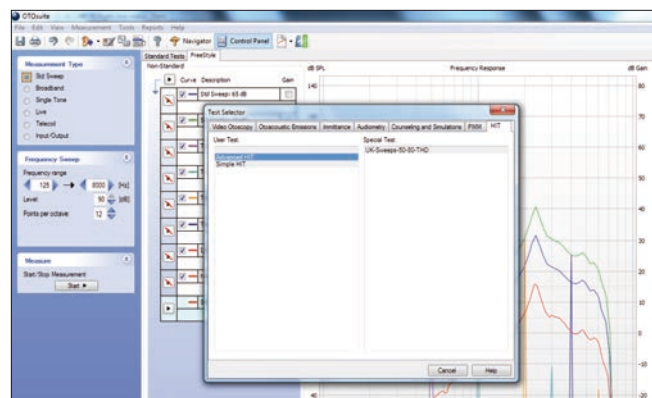 OTOsuite
File Edit View Measurement Tools Reports Help
Navigator Control Panel
Standard Tests FreeStyle
Non-Standard
Measurement Type
Std Sweep
Broadband
Single Tone
Live
Telecoil
Input-Output
Frequency Sweep
Frequency range
125 8000 [Hz]
Level: 90 [dB]
Points per octave 12
Measure
Start/Stop Measurement
Start
Curve Description Gain
Std Sweep: 65 dB
dB SPL Frequency Response dB Gain
140
40
80
70
60
50
40
30
20
10
0
-10
-20
Test Selector
Video Otoscopy Otoacoustic Emissions Immittance Audiometry Counseling and Simulations PMM HIT
User Test: Special Test:
Advanced HIT
Simple HIT
UK-Sweeps-50-90-THD
Cancel Help